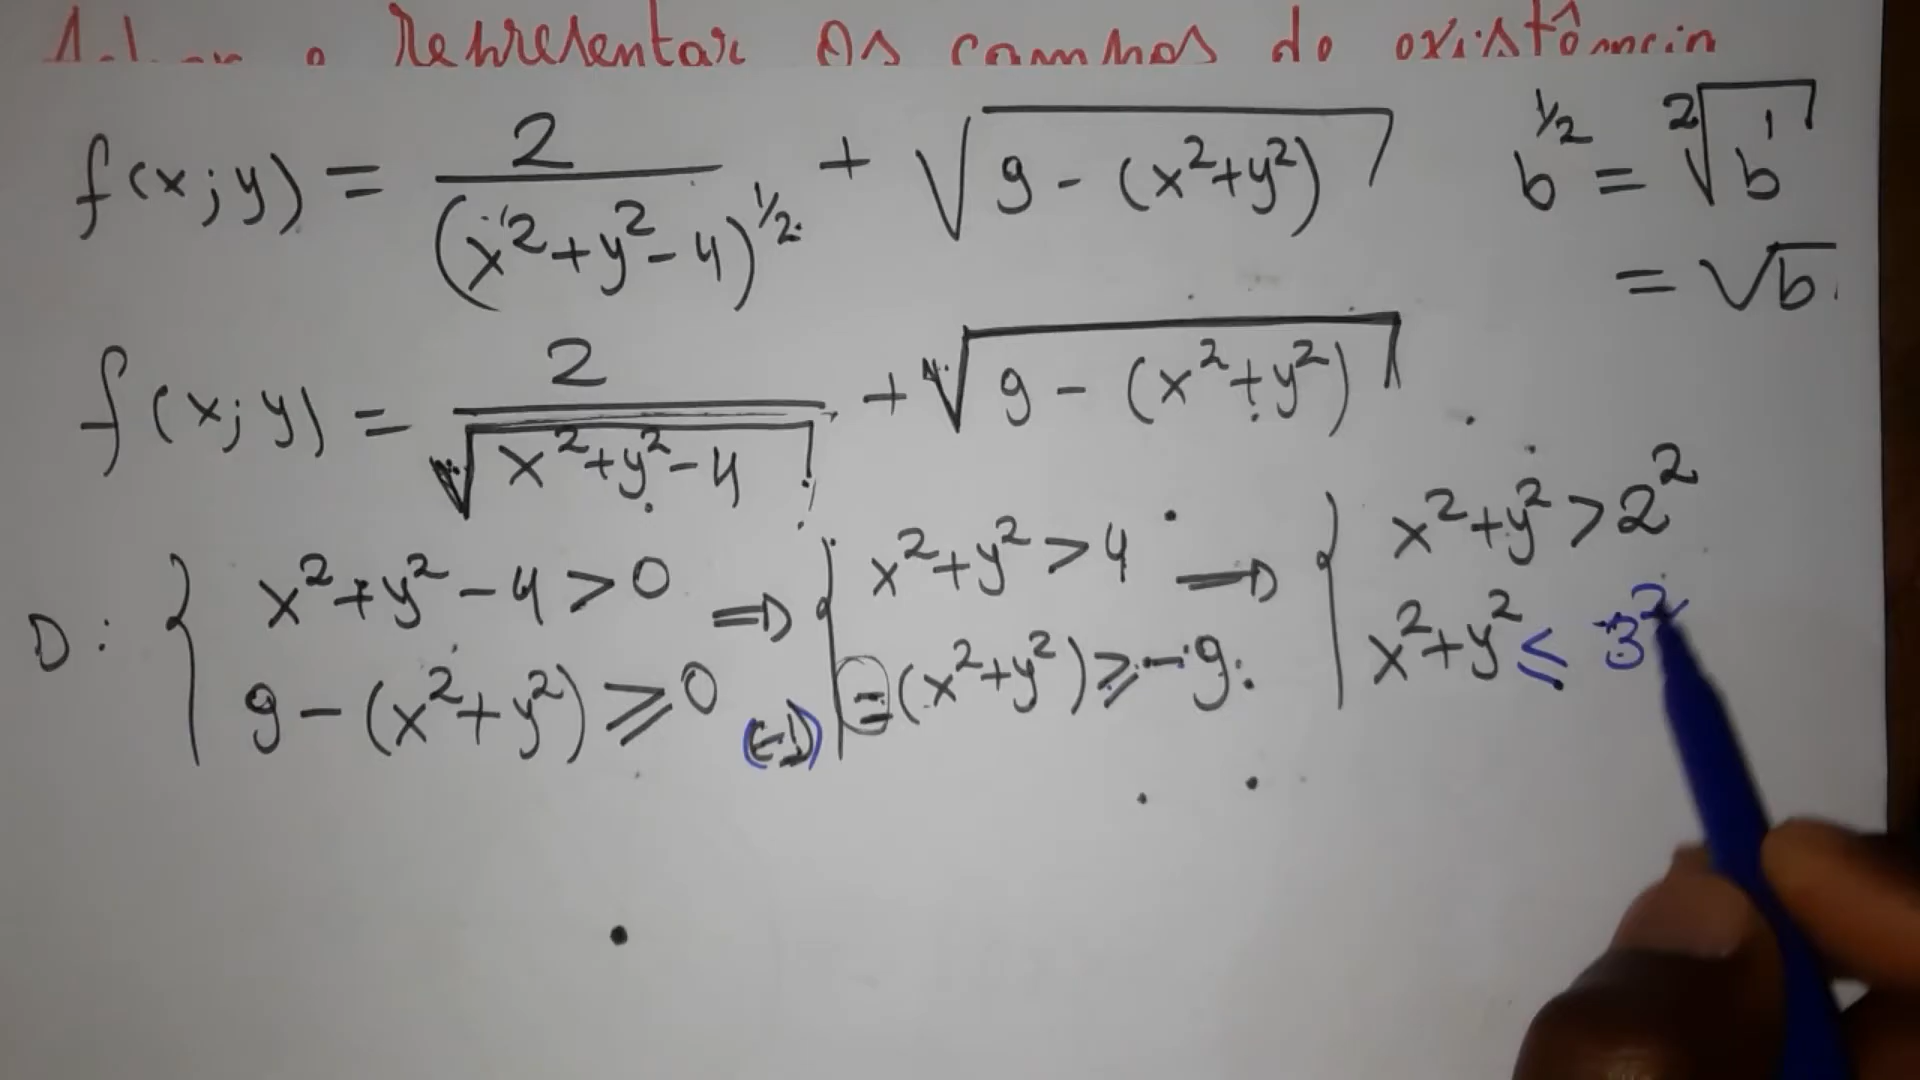 Representar os campos de existência
f(x;y) = 2/(x²+y²-4)^½ + √(9 - (x²+y²))
b^½ = ²√b¹
= √b
f(x;y) = 2/√(x²+y²-4) + √(9 - (x²+y²))
D: { x²+y²-4 > 0 ⇒ { x²+y² > 4 ⇒ { x²+y² > 2²
9 - (x²+y²) ≥ 0 (-1) -(x²+y²) ≥ -9 x²+y² ≤ 3²